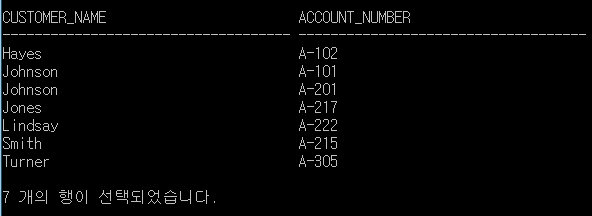 CUSTOMER_NAME ACCOUNT_NUMBER
------------------------------------ ------------------------------------
Hayes A-102
Johnson A-101
Johnson A-201
Jones A-217
Lindsay A-222
Smith A-215
Turner A-305
7 개의 행이 선택되었습니다.